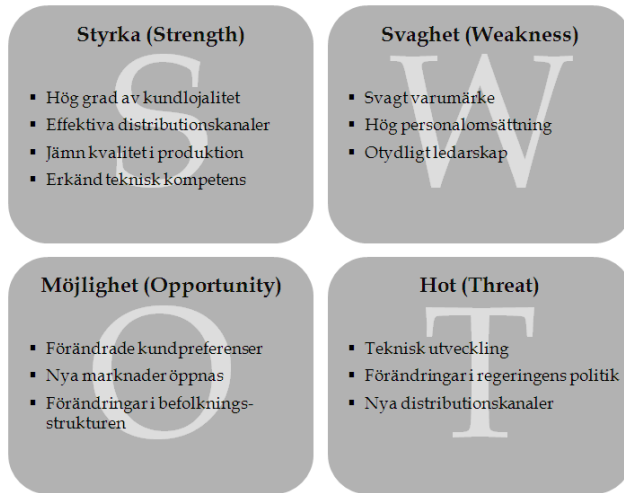 Styrka (Strength)
S
▪ Hög grad av kundlojalitet
▪ Effektiva distributionskanaler
▪ Jämn kvalitet i produktion
▪ Erkänd teknisk kompetens
Svaghet (Weakness)
W
▪ Svagt varumärke
▪ Hög personalomsättning
▪ Otydligt ledarskap
Möjlighet (Opportunity)
O
▪ Förändrade kundpreferenser
▪ Nya marknader öppnas
▪ Förändringar i befolknings-
strukturen
Hot (Threat)
T
▪ Teknisk utveckling
▪ Förändringar i regeringens politik
▪ Nya distributionskanaler